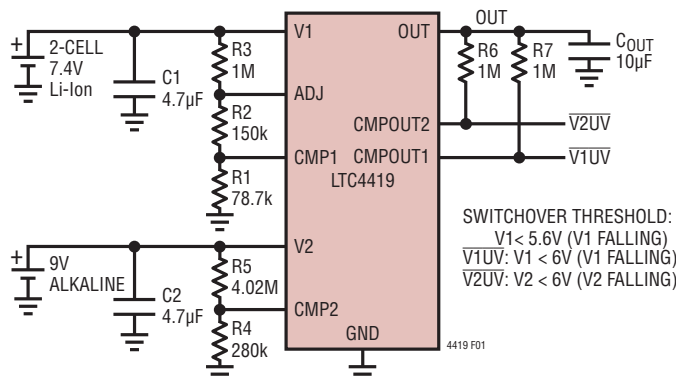 OUT
2-CELL
7.4V
Li-Ion
C1
4.7µF
R3
1M
R2
150k
R1
78.7k
V1
ADJ
CMP1
OUT
CMPOUT2
CMPOUT1
LTC4419
R6
1M
R7
1M
COUT
10µF
V2UV
V1UV
SWITCHOVER THRESHOLD:
V1< 5.6V (V1 FALLING)
V1UV: V1 < 6V (V1 FALLING)
V2UV: V2 < 6V (V2 FALLING)
9V
ALKALINE
C2
4.7µF
R5
4.02M
R4
280k
V2
CMP2
GND
4419 F01
+
+
+